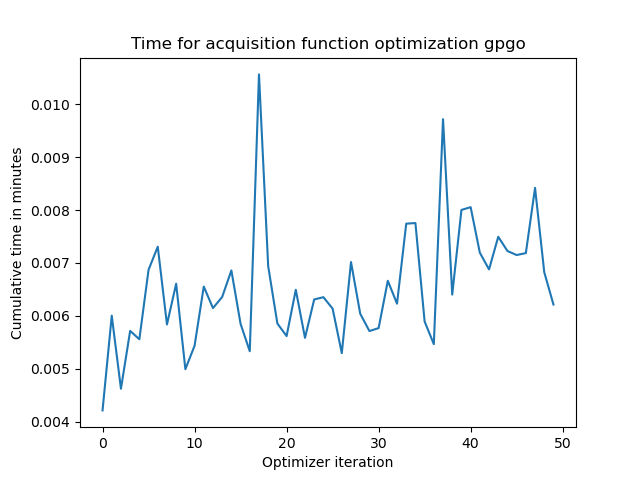 Time for acquisition function optimization gpgo
0.010
0.009
0.008
0.007
0.006
0.005
0.004
Cumulative time in minutes
0 10 20 30 40 50
Optimizer iteration